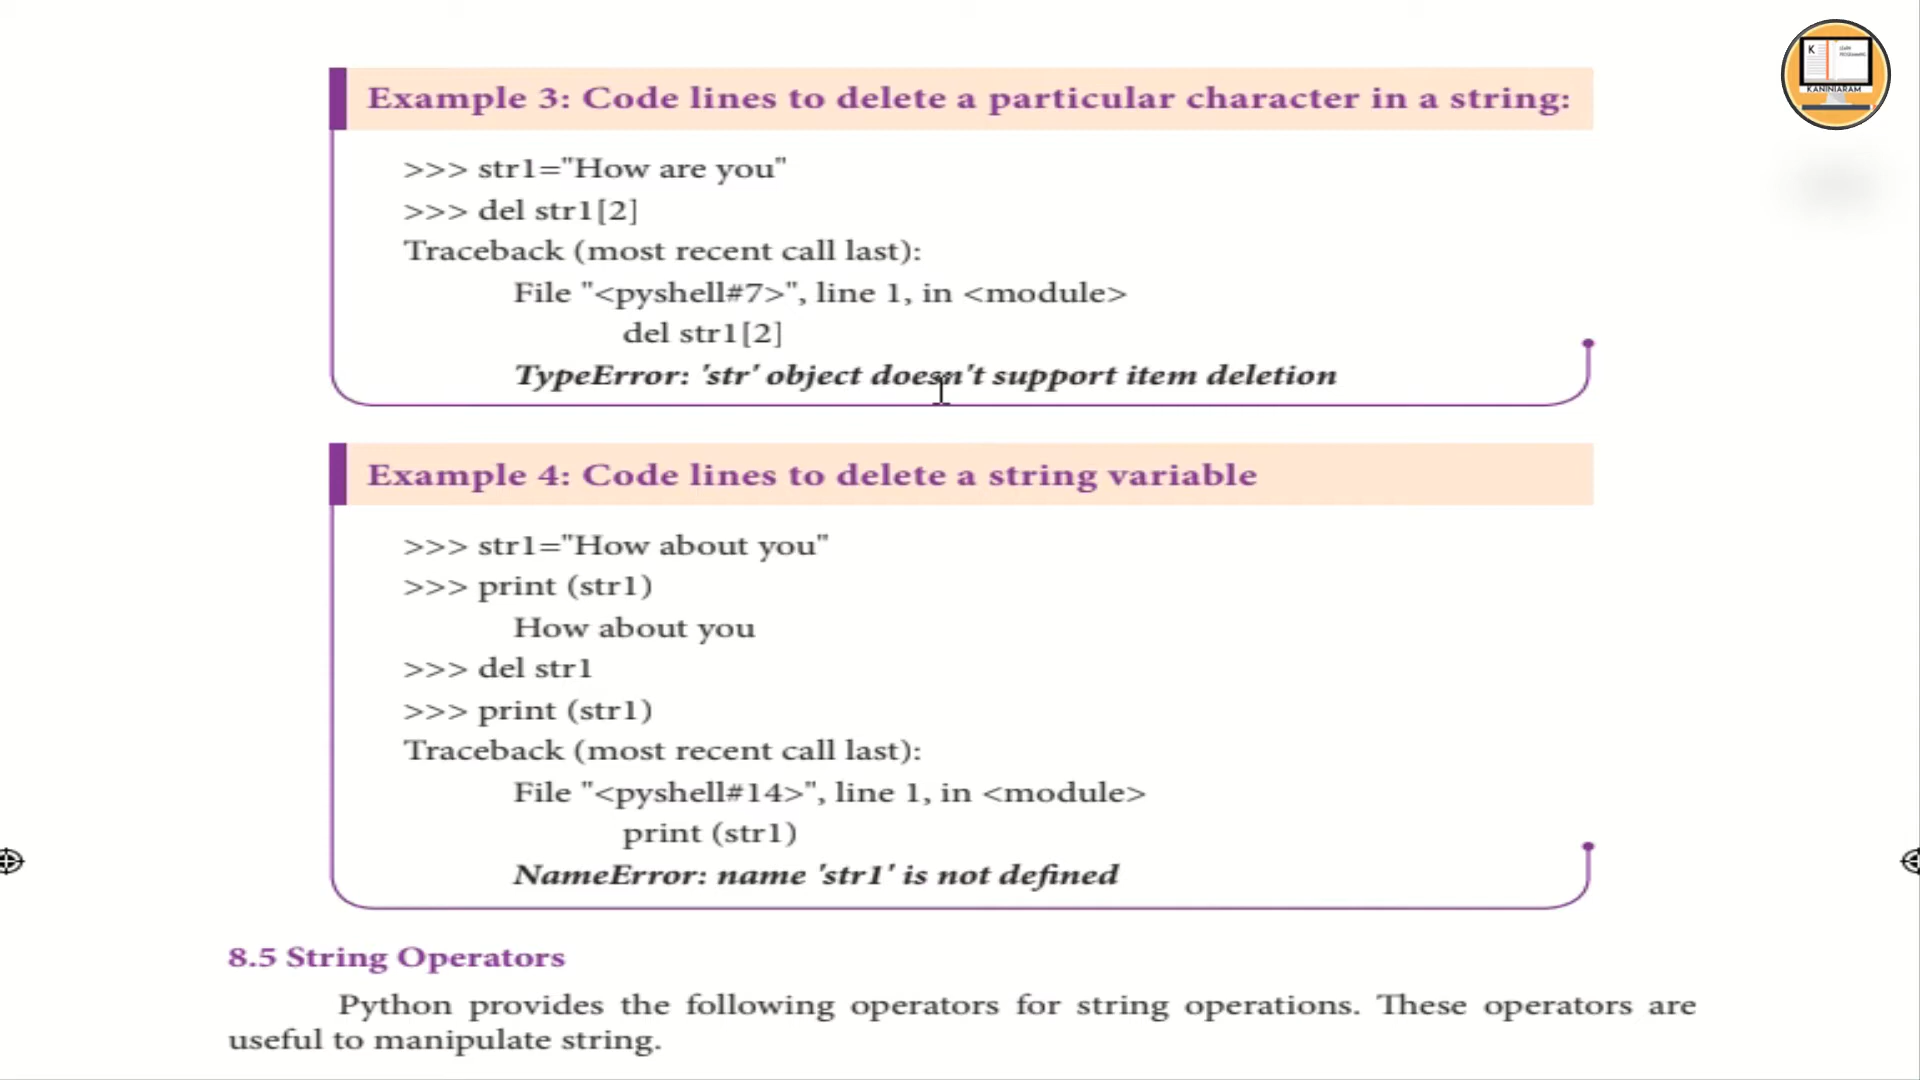 Example 3: Code lines to delete a particular character in a string:
>>> str1="How are you"
>>> del str1[2]
Traceback (most recent call last):
File "<pyshell#7>", line 1, in <module>
del str1[2]
TypeError: 'str' object doesn't support item deletion
Example 4: Code lines to delete a string variable
>>> str1="How about you"
>>> print (str1)
How about you
>>> del str1
>>> print (str1)
Traceback (most recent call last):
File "<pyshell#14>", line 1, in <module>
print (str1)
NameError: name 'str1' is not defined
8.5 String Operators
Python provides the following operators for string operations. These operators are
useful to manipulate string.
K
LEARN
PROGRAMMING
KANINIARAM